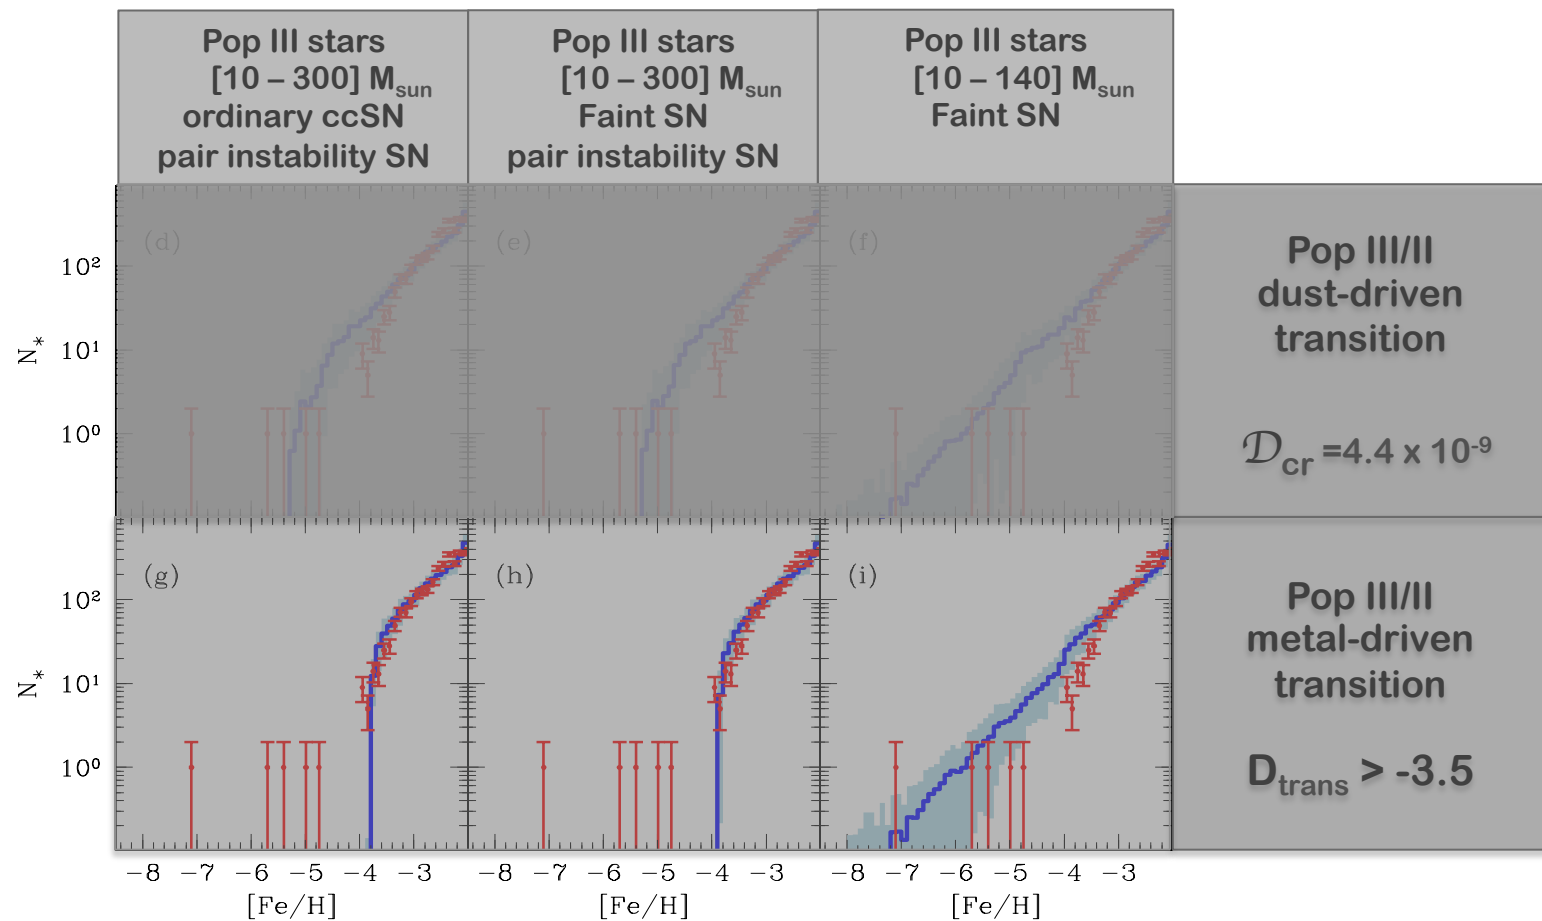 Pop III stars
[10 – 300] Msun
ordinary ccSN
pair instability SN
Pop III stars
[10 – 300] Msun
Faint SN
pair instability SN
Pop III stars
[10 – 140] Msun
Faint SN
(d)
(e)
(f)
10²
10¹
10⁰
N*
Pop III/II
dust-driven
transition
𝒟cr =4.4 x 10⁻⁹
(g)
(h)
(i)
10²
10¹
10⁰
N*
Pop III/II
metal-driven
transition
Dtrans > -3.5
−8 −7 −6 −5 −4 −3
−8 −7 −6 −5 −4 −3
−8 −7 −6 −5 −4 −3
[Fe/H]
[Fe/H]
[Fe/H]